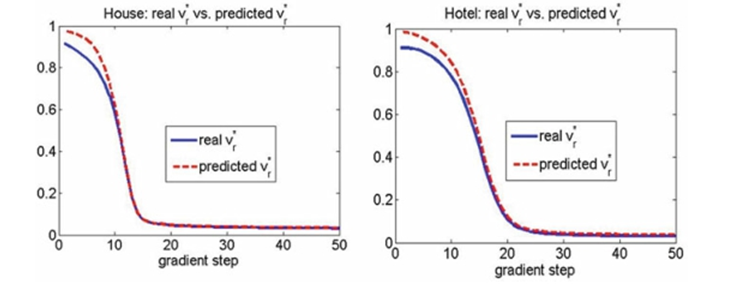 House: real v*r vs. predicted v*r
1
0.8
0.6
0.4
0.2
0
real v*r
predicted v*r
0 10 20 30 40 50
gradient step
Hotel: real v*r vs. predicted v*r
1
0.8
0.6
0.4
0.2
0
real v*r
predicted v*r
0 10 20 30 40 50
gradient step